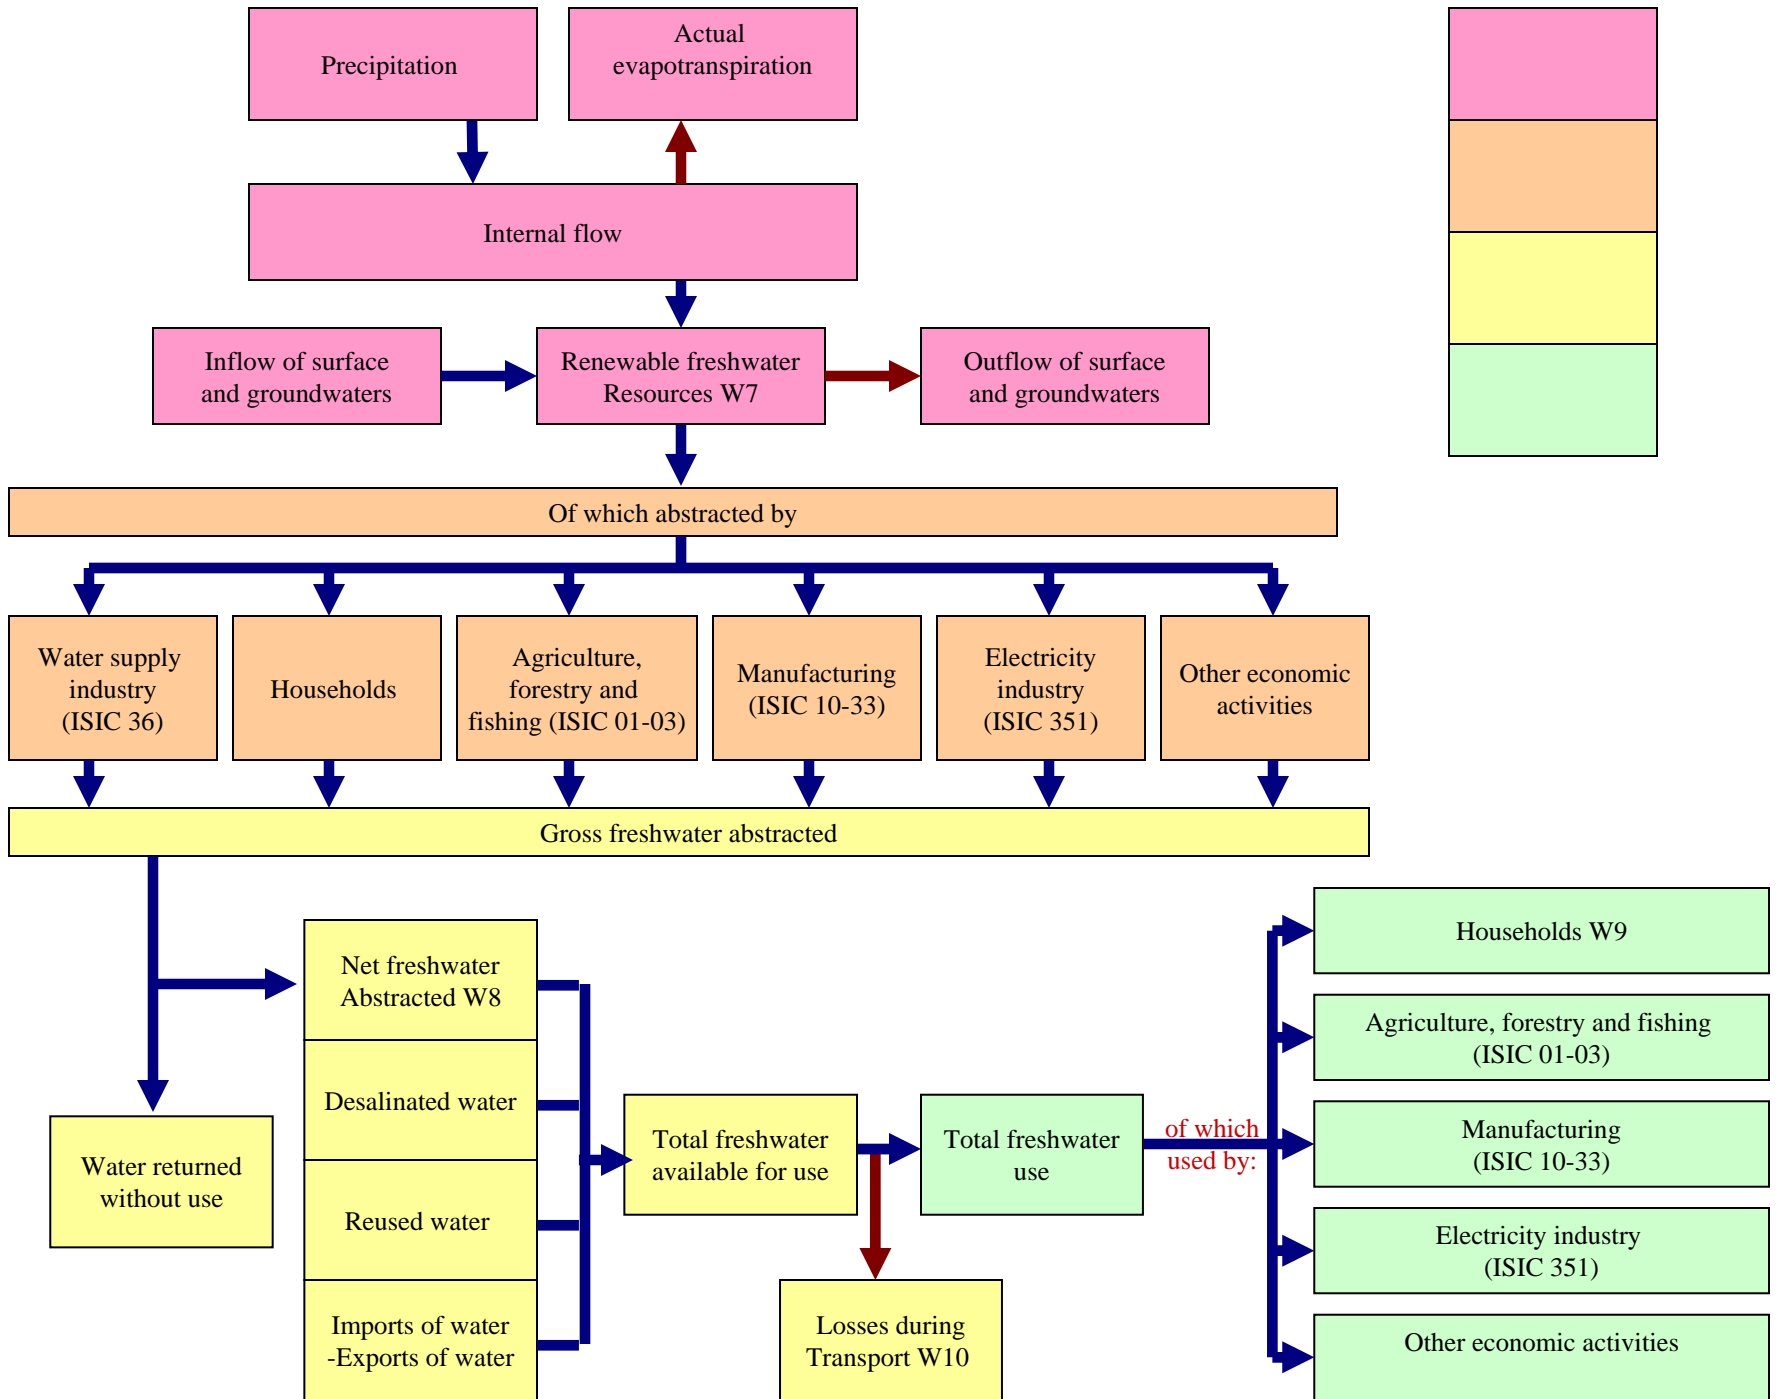 Precipitation
Actual
evapotranspiration
Internal flow
Inflow of surface
and groundwaters
Renewable freshwater
Resources W7
Outflow of surface
and groundwaters
Of which abstracted by
Water supply
industry
(ISIC 36)
Households
Agriculture,
forestry and
fishing (ISIC 01-03)
Manufacturing
(ISIC 10-33)
Electricity
industry
(ISIC 351)
Other economic
activities
Gross freshwater abstracted
Net freshwater
Abstracted W8
Desalinated water
Reused water
Imports of water
-Exports of water
Water returned
without use
Total freshwater
available for use
Losses during
Transport W10
Total freshwater
use
of which
used by:
Households W9
Agriculture, forestry and fishing
(ISIC 01-03)
Manufacturing
(ISIC 10-33)
Electricity industry
(ISIC 351)
Other economic activities